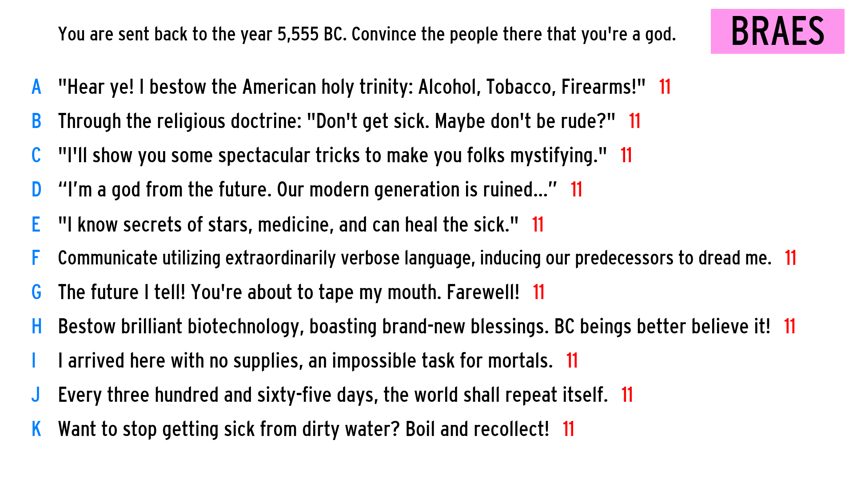 You are sent back to the year 5,555 BC. Convince the people there that you're a god.
BRAES
A "Hear ye! I bestow the American holy trinity: Alcohol, Tobacco, Firearms!" 11
B Through the religious doctrine: "Don't get sick. Maybe don't be rude?" 11
C "I'll show you some spectacular tricks to make you folks mystifying." 11
D “I’m a god from the future. Our modern generation is ruined...” 11
E "I know secrets of stars, medicine, and can heal the sick." 11
F Communicate utilizing extraordinarily verbose language, inducing our predecessors to dread me. 11
G The future I tell! You're about to tape my mouth. Farewell! 11
H Bestow brilliant biotechnology, boasting brand-new blessings. BC beings better believe it! 11
I I arrived here with no supplies, an impossible task for mortals. 11
J Every three hundred and sixty-five days, the world shall repeat itself. 11
K Want to stop getting sick from dirty water? Boil and recollect! 11